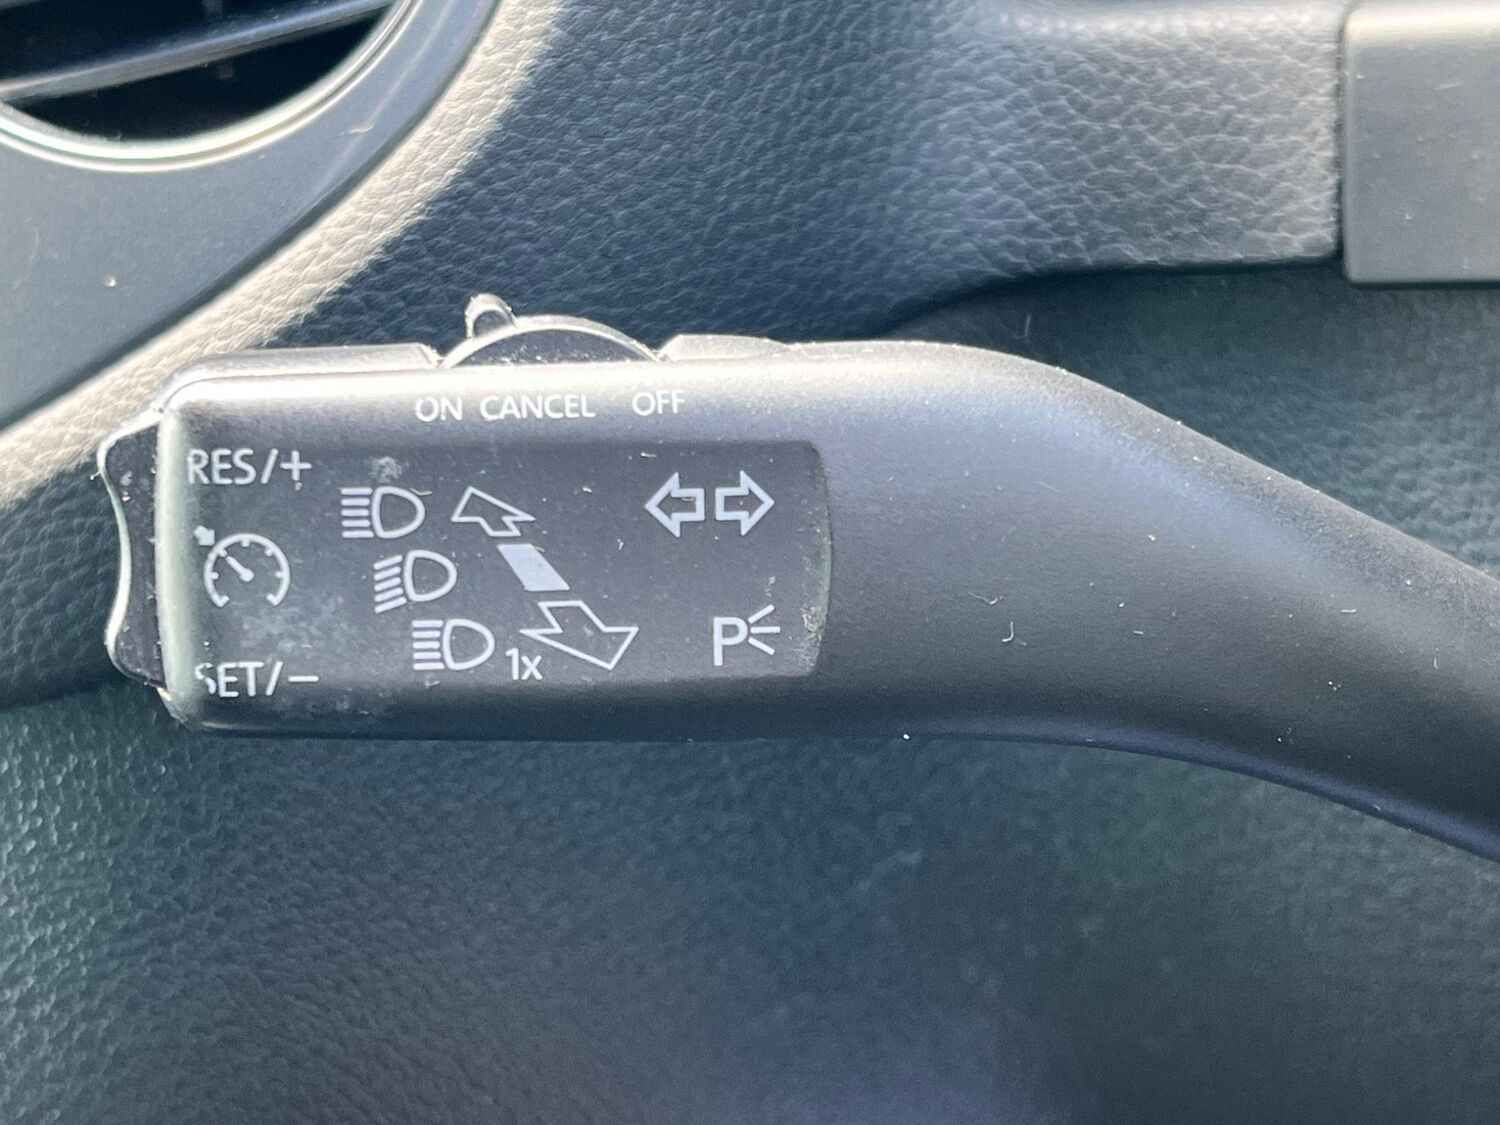 ON CANCEL OFF
RES/+
SET/−
1x
P